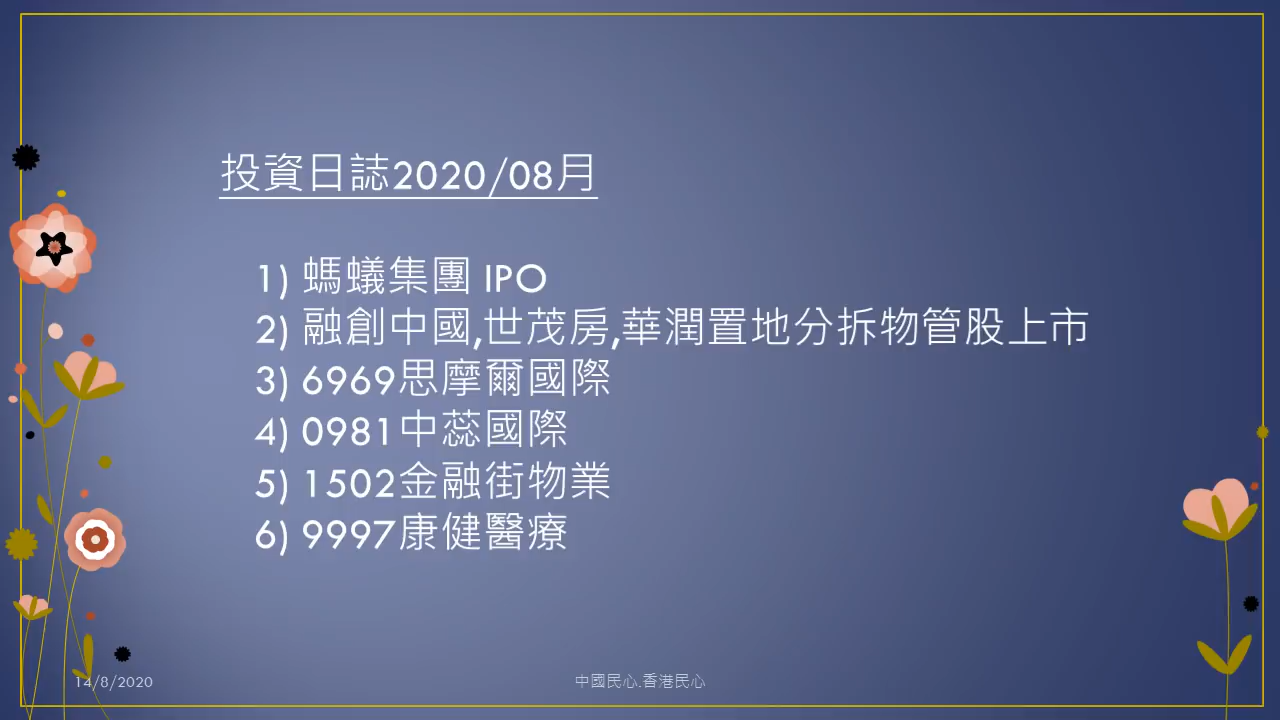 投資日誌2020/08月
1) 螞蟻集團 IPO
2) 融創中國,世茂房,華潤置地分拆物管股上市
3) 6969思摩爾國際
4) 0981中蕊國際
5) 1502金融街物業
6) 9997康健醫療
14/8/2020
中國民心.香港民心